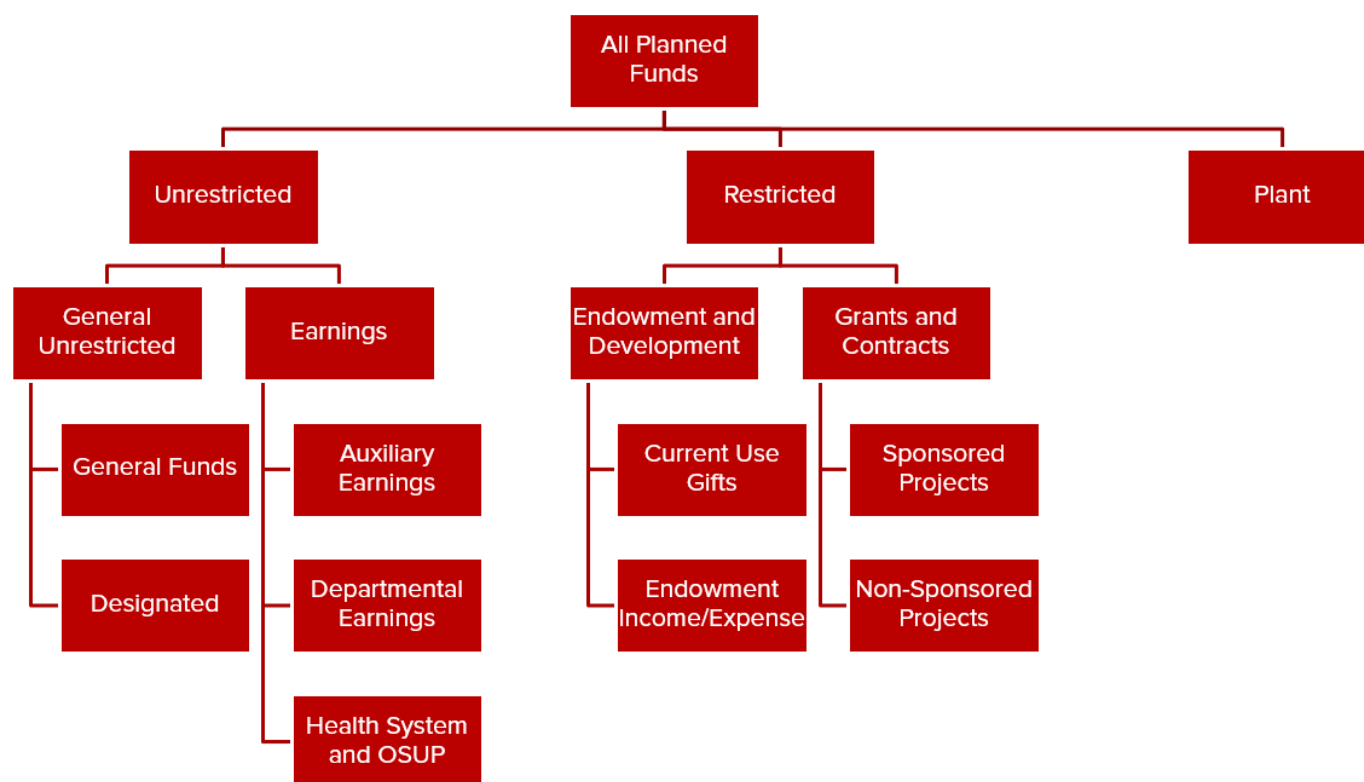 All Planned
Funds
Unrestricted
Restricted
Plant
General
Unrestricted
Earnings
Endowment and
Development
Grants and
Contracts
General Funds
Auxiliary
Earnings
Current Use
Gifts
Sponsored
Projects
Designated
Departmental
Earnings
Endowment
Income/Expense
Non-Sponsored
Projects
Health System
and OSUP